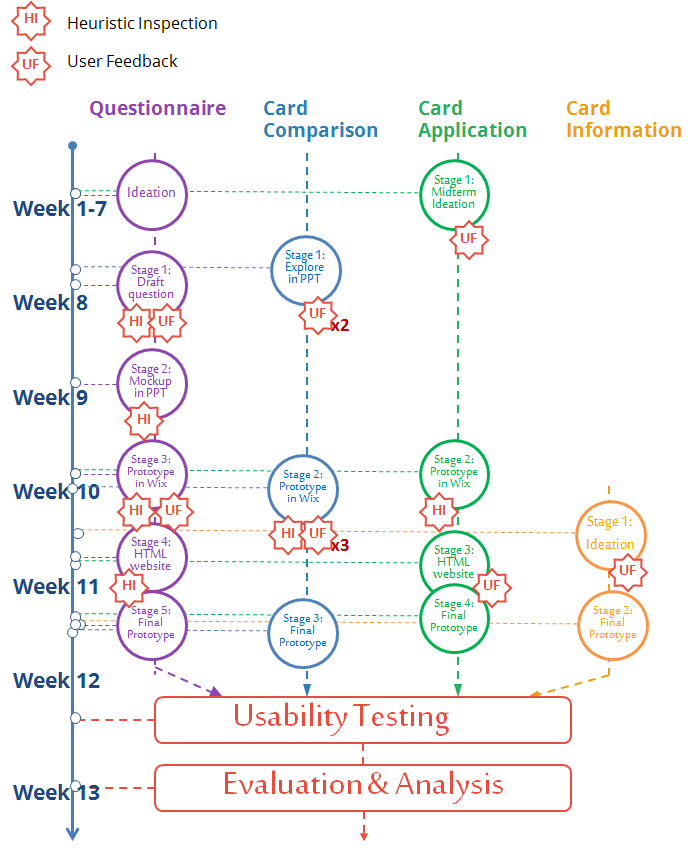 HI
Heuristic Inspection
UF
User Feedback
Questionnaire
Card
Comparison
Card
Application
Card
Information
Week 1-7
Ideation
Stage 1:
Midterm
Ideation
UF
Week 8
Stage 1:
Draft
question
HI
UF
Stage 1:
Explore
in PPT
UF
x2
Week 9
Stage 2:
Mockup
in PPT
HI
Week 10
Stage 3:
Prototype
in Wix
HI
UF
Stage 2:
Prototype
in Wix
HI
UF
x3
Stage 2:
Prototype
in Wix
HI
Stage 1:
Ideation
UF
Week 11
Stage 4:
HTML
website
HI
Stage 3:
HTML
website
UF
Stage 5:
Final
Prototype
Stage 3:
Final
Prototype
Stage 4:
Final
Prototype
Stage 2:
Final
Prototype
Week 12
Usability Testing
Week 13
Evaluation & Analysis